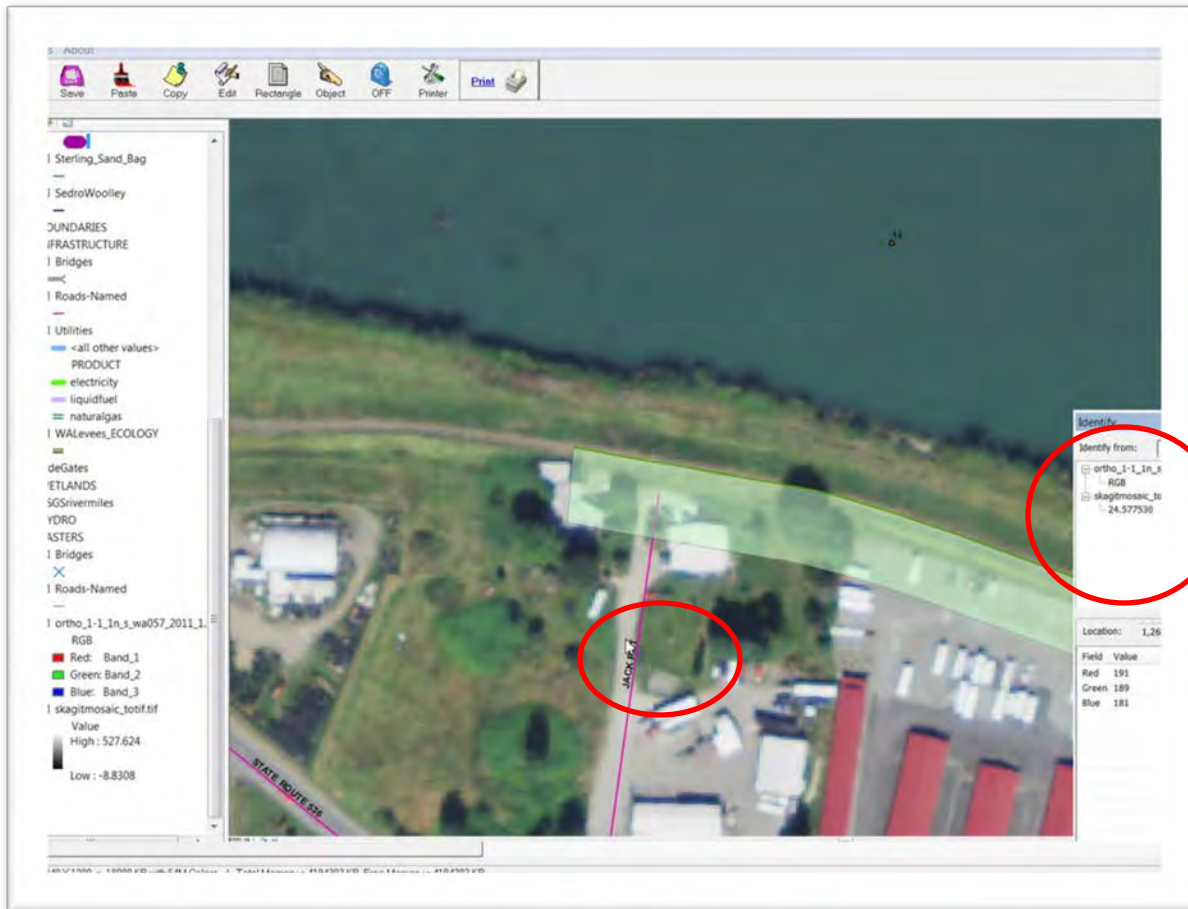 s About
Save Paste Copy Edit Rectangle Object OFF Printer Print
Sterling_Sand_Bag
SedroWoolley
OUNDARIES
IFRASTRUCTURE
Bridges
Roads-Named
Utilities
<all other values>
PRODUCT
electricity
liquidfuel
naturalgas
WALevees_ECOLOGY
deGates
/ETLANDS
SGSrivermiles
YDRO
ASTERS
Bridges
Roads-Named
ortho_1-1_1n_s_wa057_2011_1.
RGB
Red: Band_1
Green: Band_2
Blue: Band_3
skagitmosaic_totif.tif
Value
High : 527.624
Low : -8.8308
14
JACK
STATE ROUTE 536
Identify
Identify from:
ortho_1-1_1n_s
RGB
skagitmosaic_to
24.577530
Location: 1,26
Field Value
Red 191
Green 189
Blue 181